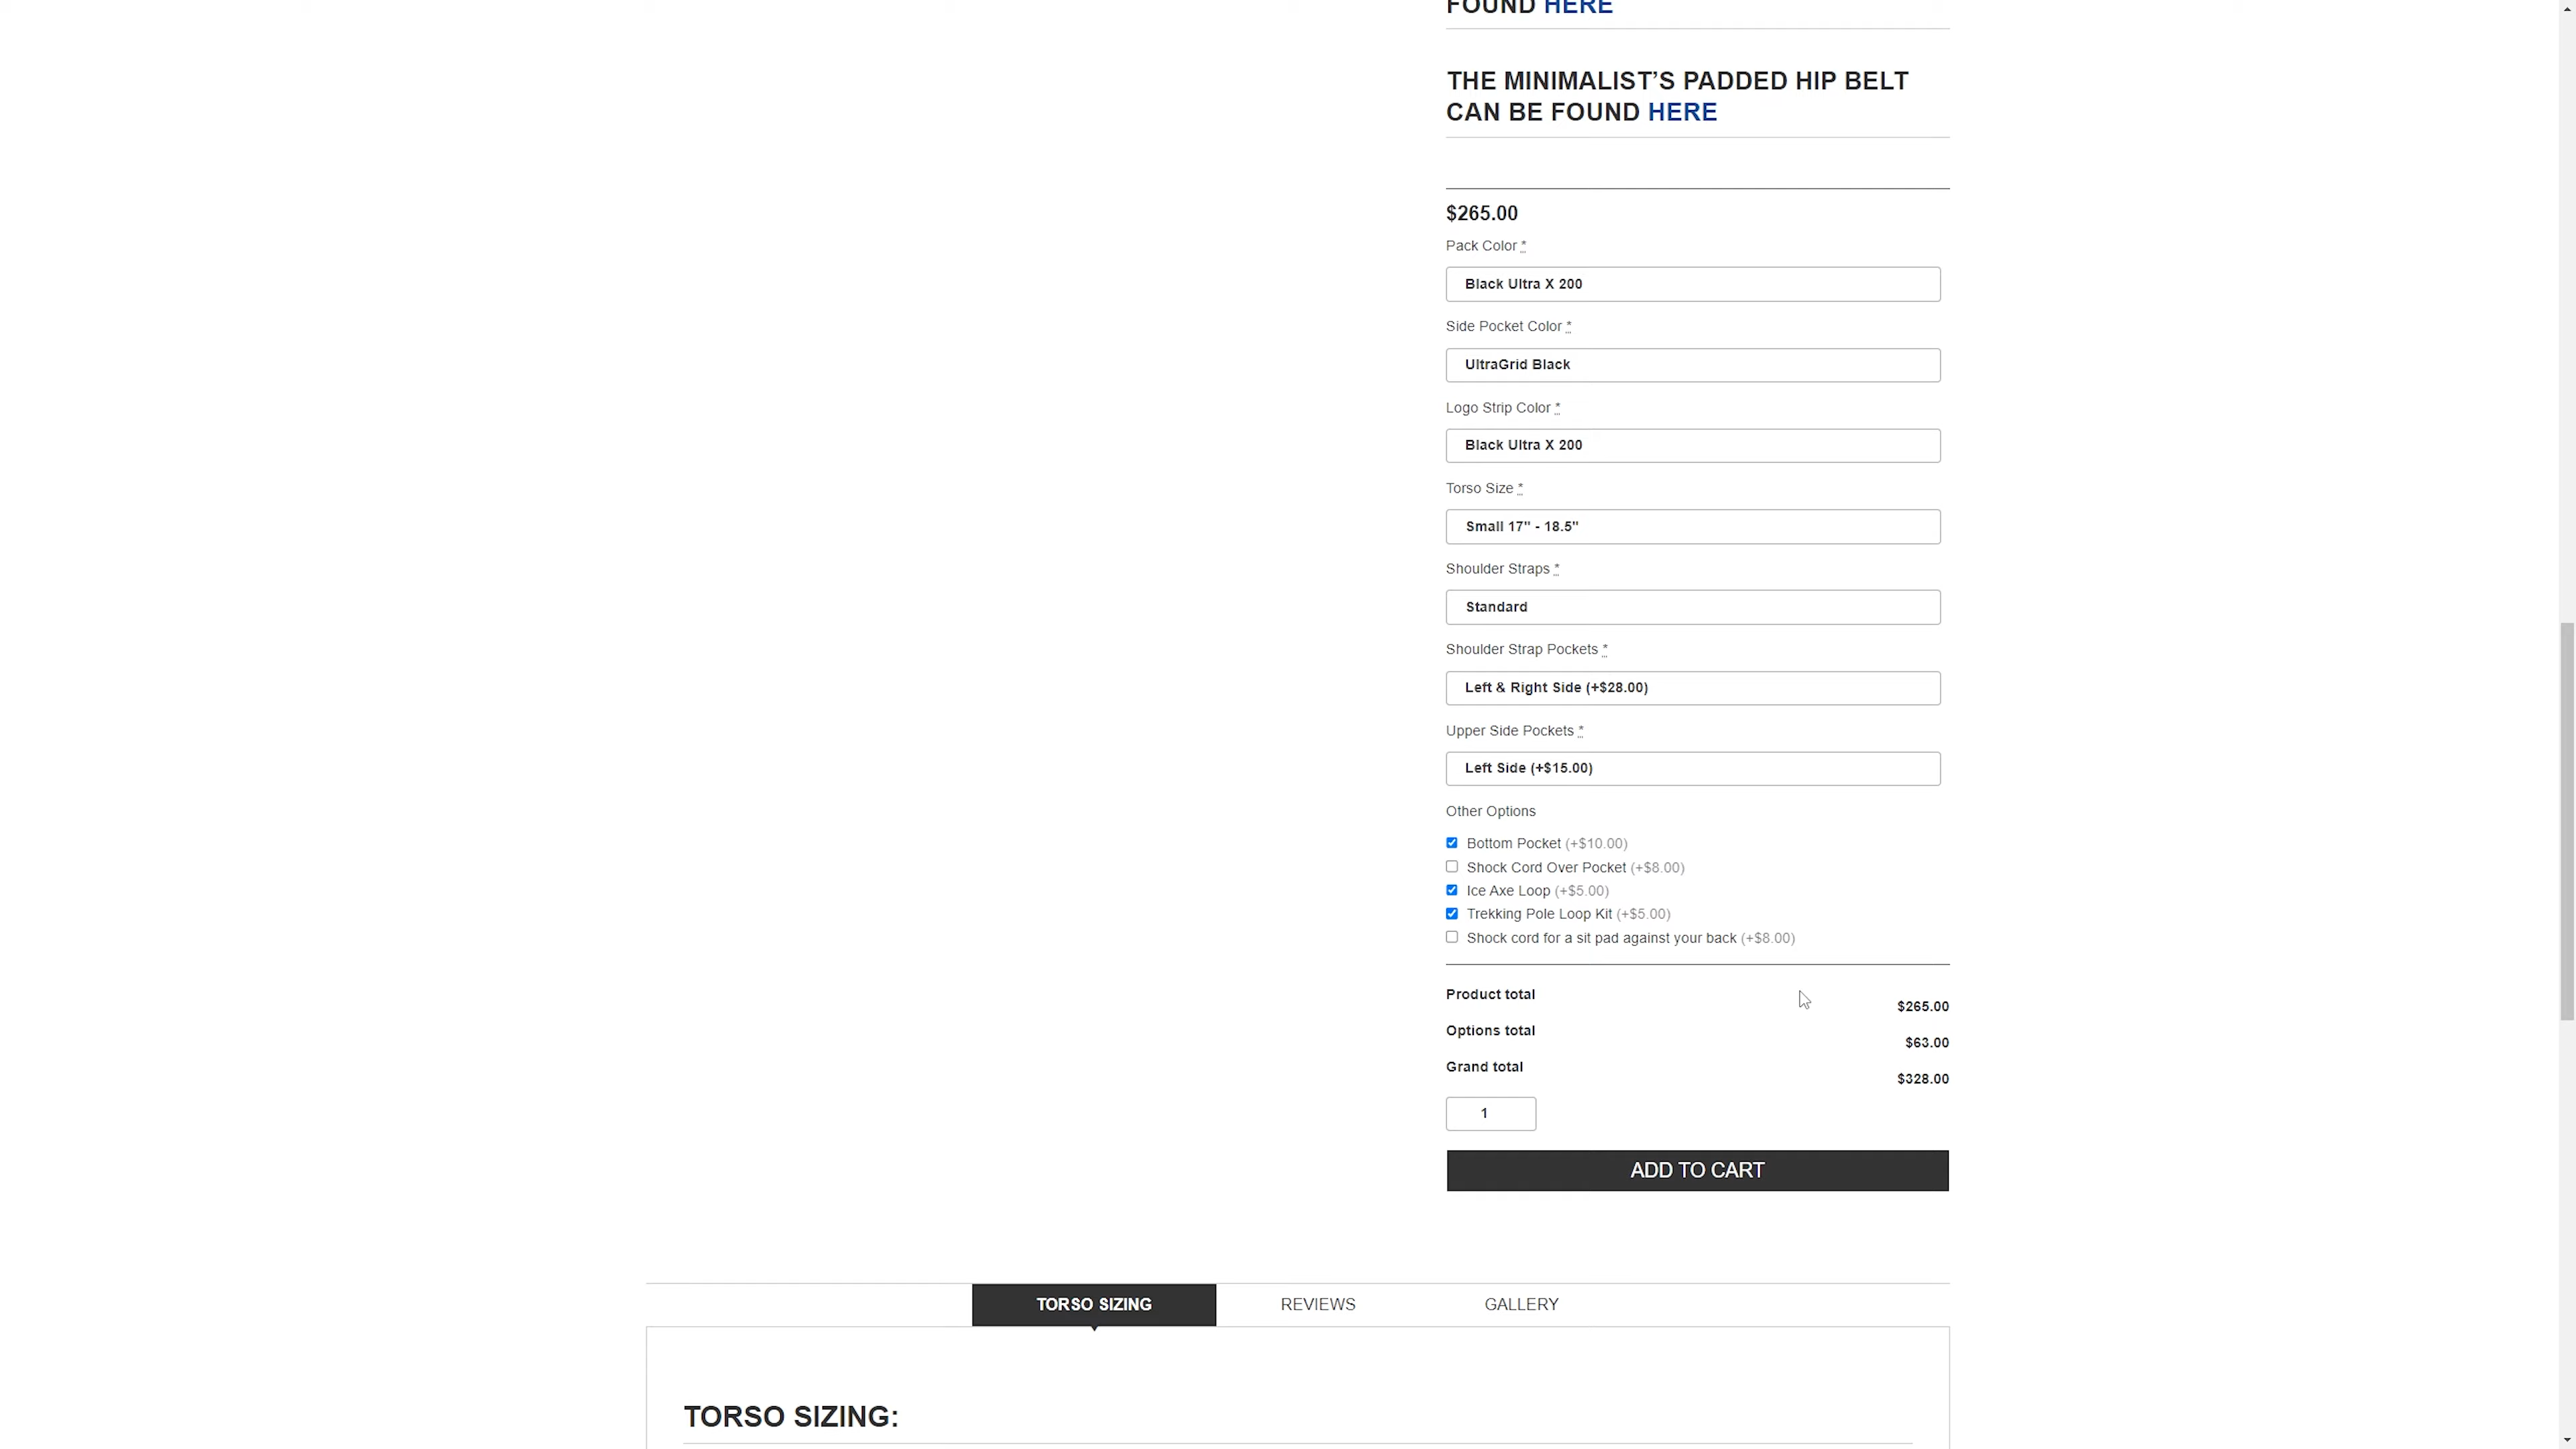 FOUND HERE
THE MINIMALIST’S PADDED HIP BELT
CAN BE FOUND HERE
$265.00
Pack Color *
Black Ultra X 200
Side Pocket Color *
UltraGrid Black
Logo Strip Color *
Black Ultra X 200
Torso Size *
Small 17" - 18.5"
Shoulder Straps *
Standard
Shoulder Strap Pockets *
Left & Right Side (+$28.00)
Upper Side Pockets *
Left Side (+$15.00)
Other Options
Bottom Pocket (+$10.00)
Shock Cord Over Pocket (+$8.00)
Ice Axe Loop (+$5.00)
Trekking Pole Loop Kit (+$5.00)
Shock cord for a sit pad against your back (+$8.00)
Product total
$265.00
Options total
$63.00
Grand total
$328.00
1
ADD TO CART
TORSO SIZING REVIEWS GALLERY
TORSO SIZING: